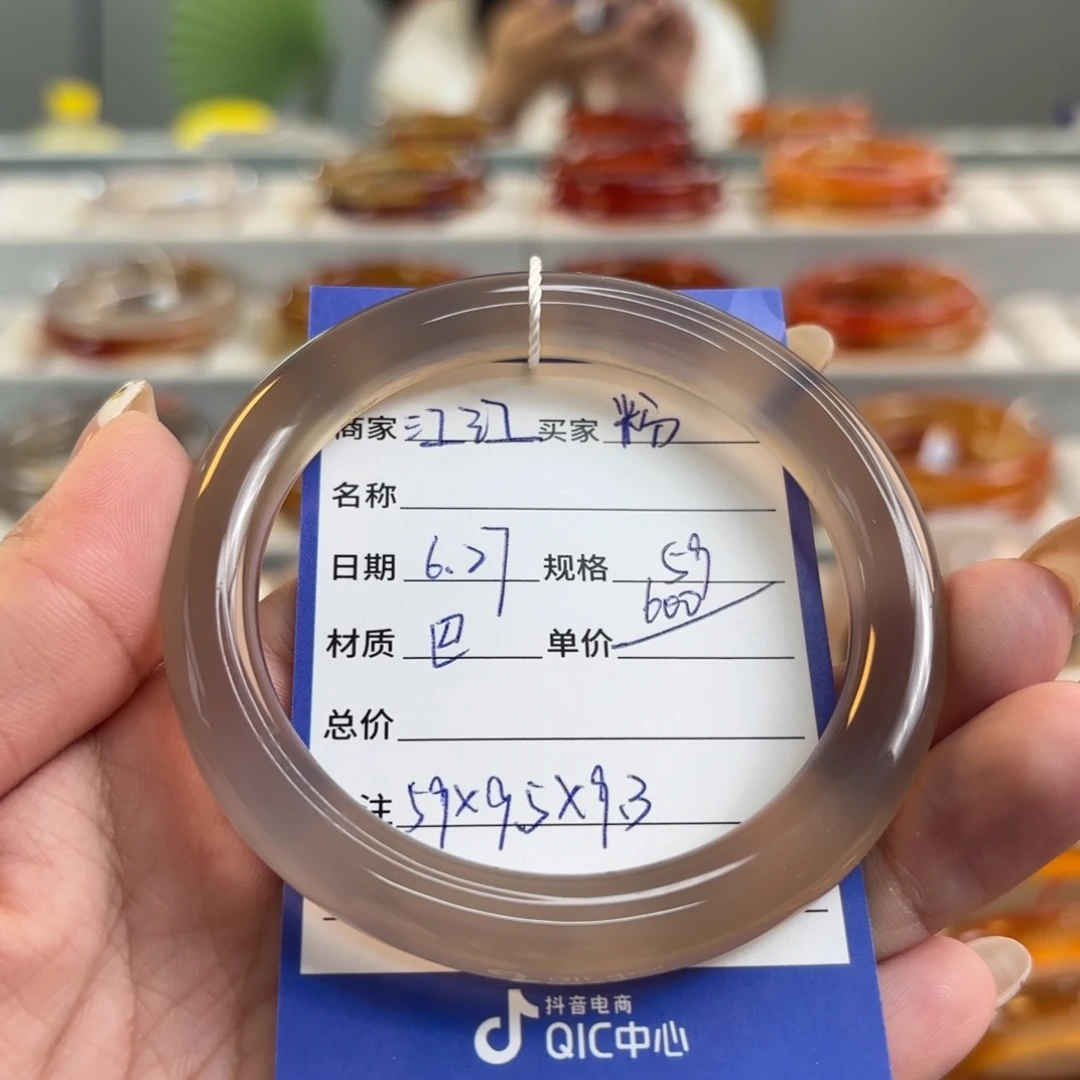 商家 江江 买家 粉
名称
日期 6.27 规格 59
600
材质 巴 单价
总价
注 59×9.5×9.3
抖音电商
QIC中心